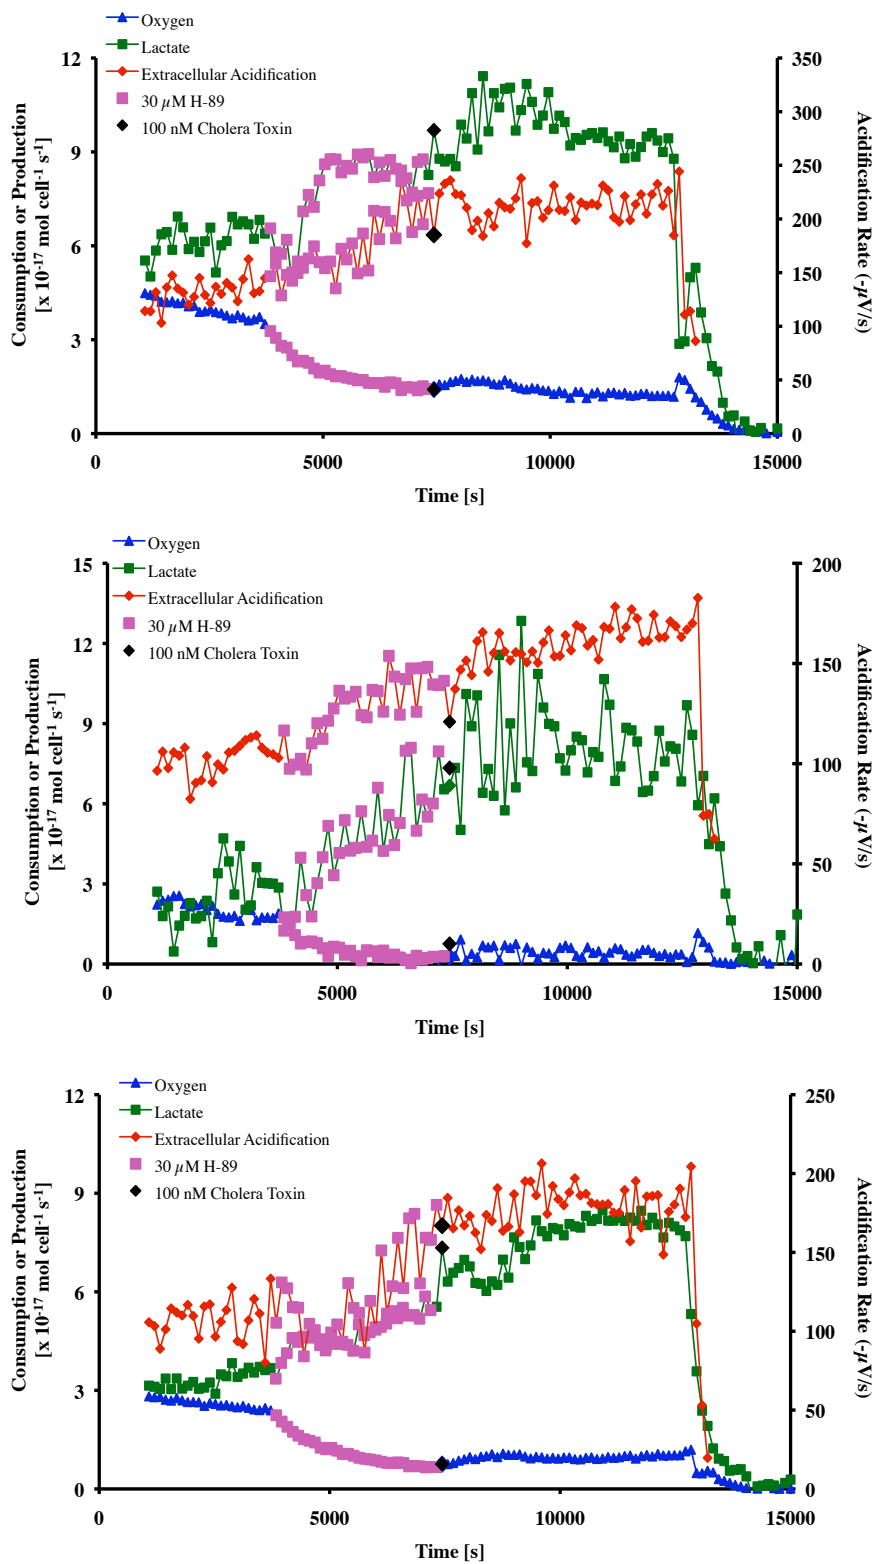 Oxygen
Lactate
Extracellular Acidification
30 µM H-89
100 nM Cholera Toxin
Consumption or Production
[x 10⁻¹⁷ mol cell⁻¹ s⁻¹]
12
9
6
3
0
350
300
250
200
150
100
50
0
Acidification Rate (-µV/s)
0
5000
10000
15000
Time [s]
Oxygen
Lactate
Extracellular Acidification
30 µM H-89
100 nM Cholera Toxin
Consumption or Production
[x 10⁻¹⁷ mol cell⁻¹ s⁻¹]
15
12
9
6
3
0
200
150
100
50
0
Acidification Rate (-µV/s)
0
5000
10000
15000
Time [s]
Oxygen
Lactate
Extracellular Acidification
30 µM H-89
100 nM Cholera Toxin
Consumption or Production
[x 10⁻¹⁷ mol cell⁻¹ s⁻¹]
12
9
6
3
0
250
200
150
100
50
0
Acidification Rate (-µV/s)
0
5000
10000
15000
Time [s]